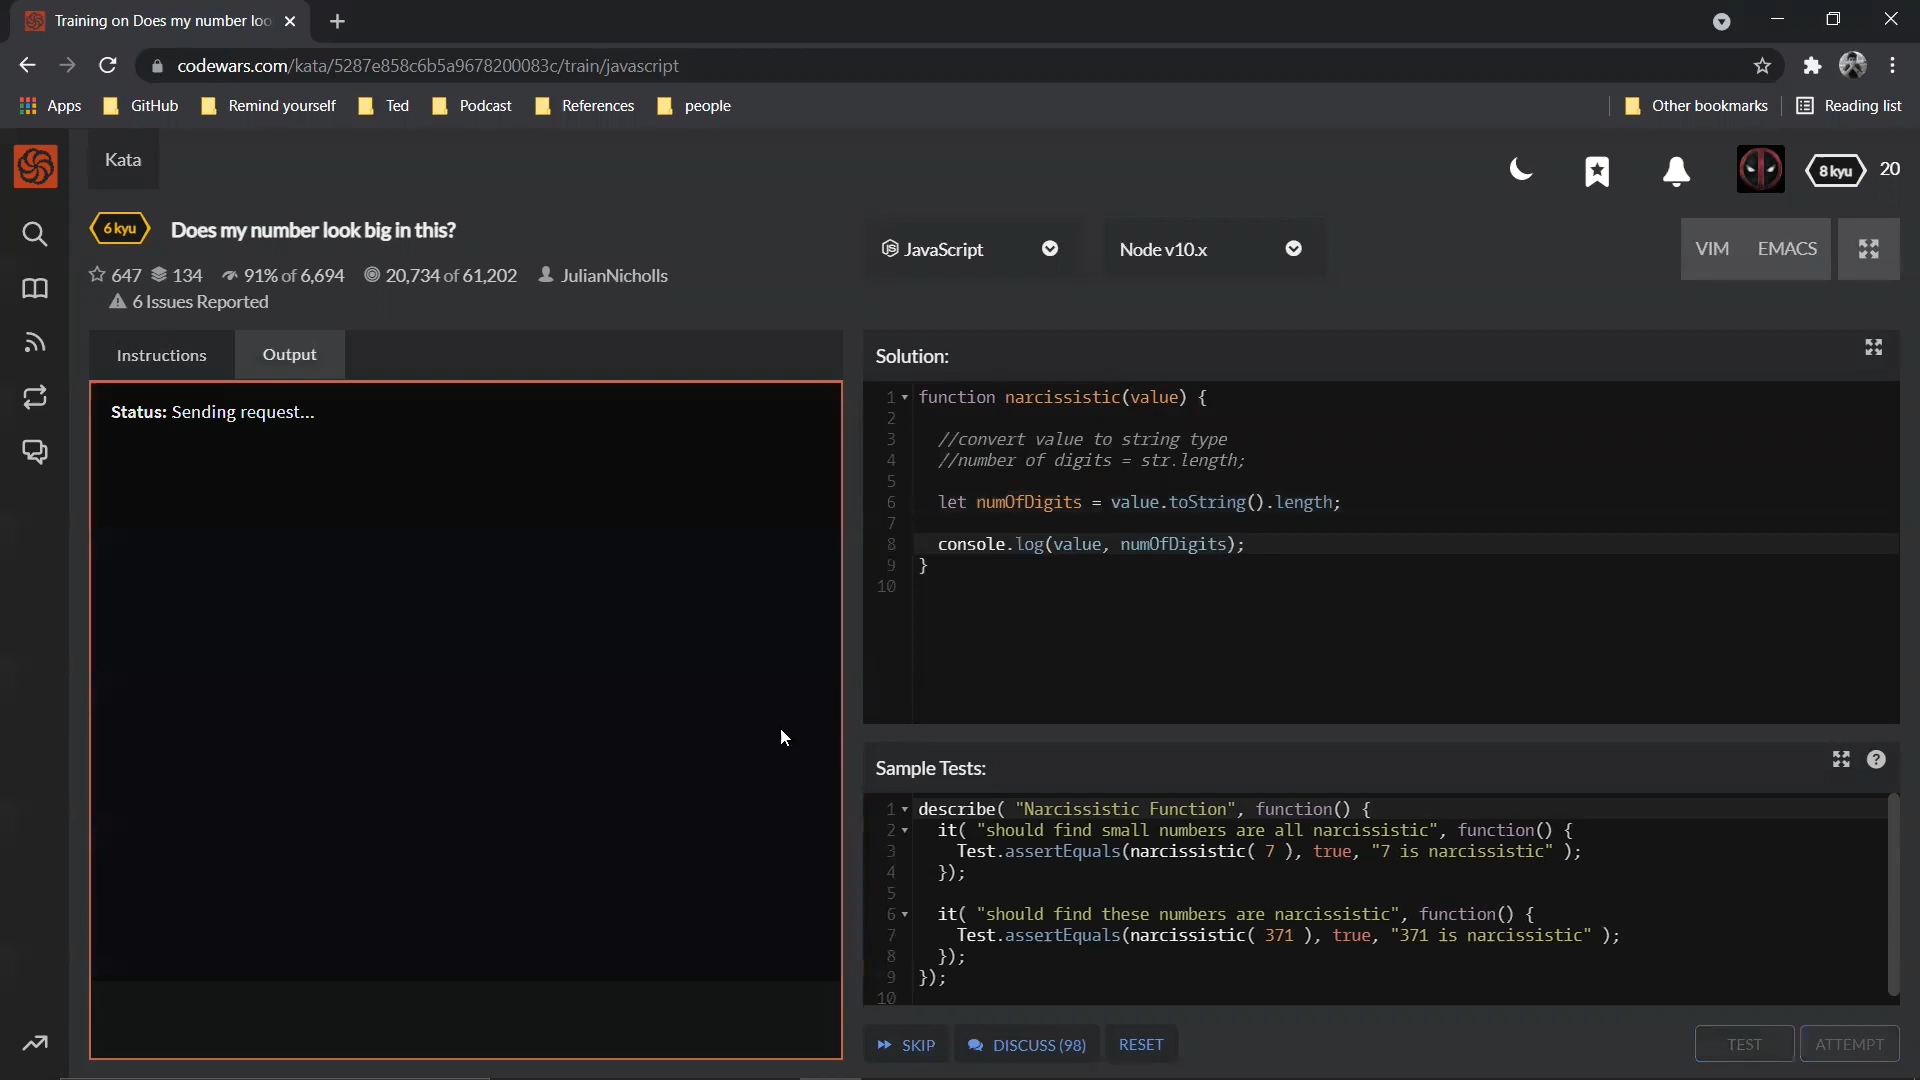 Training on Does my number loo
codewars.com/kata/5287e858c6b5a9678200083c/train/javascript
Apps GitHub Remind yourself Ted Podcast References people Other bookmarks Reading list
Kata
8 kyu 20
6 kyu Does my number look big in this?
647 134 91% of 6,694 20,734 of 61,202 JulianNicholls
6 Issues Reported
JavaScript Node v10.x VIM EMACS
Instructions Output
Status: Sending request...
Solution:
1 function narcissistic(value) {
2
3 //convert value to string type
4 //number of digits = str.length;
5
6 let numOfDigits = value.toString().length;
7
8 console.log(value, numOfDigits);
9 }
10
Sample Tests:
1 describe( "Narcissistic Function", function() {
2 it( "should find small numbers are all narcissistic", function() {
3 Test.assertEquals(narcissistic( 7 ), true, "7 is narcissistic" );
4 });
5
6 it( "should find these numbers are narcissistic", function() {
7 Test.assertEquals(narcissistic( 371 ), true, "371 is narcissistic" );
8 });
9 });
10
SKIP DISCUSS (98) RESET TEST ATTEMPT